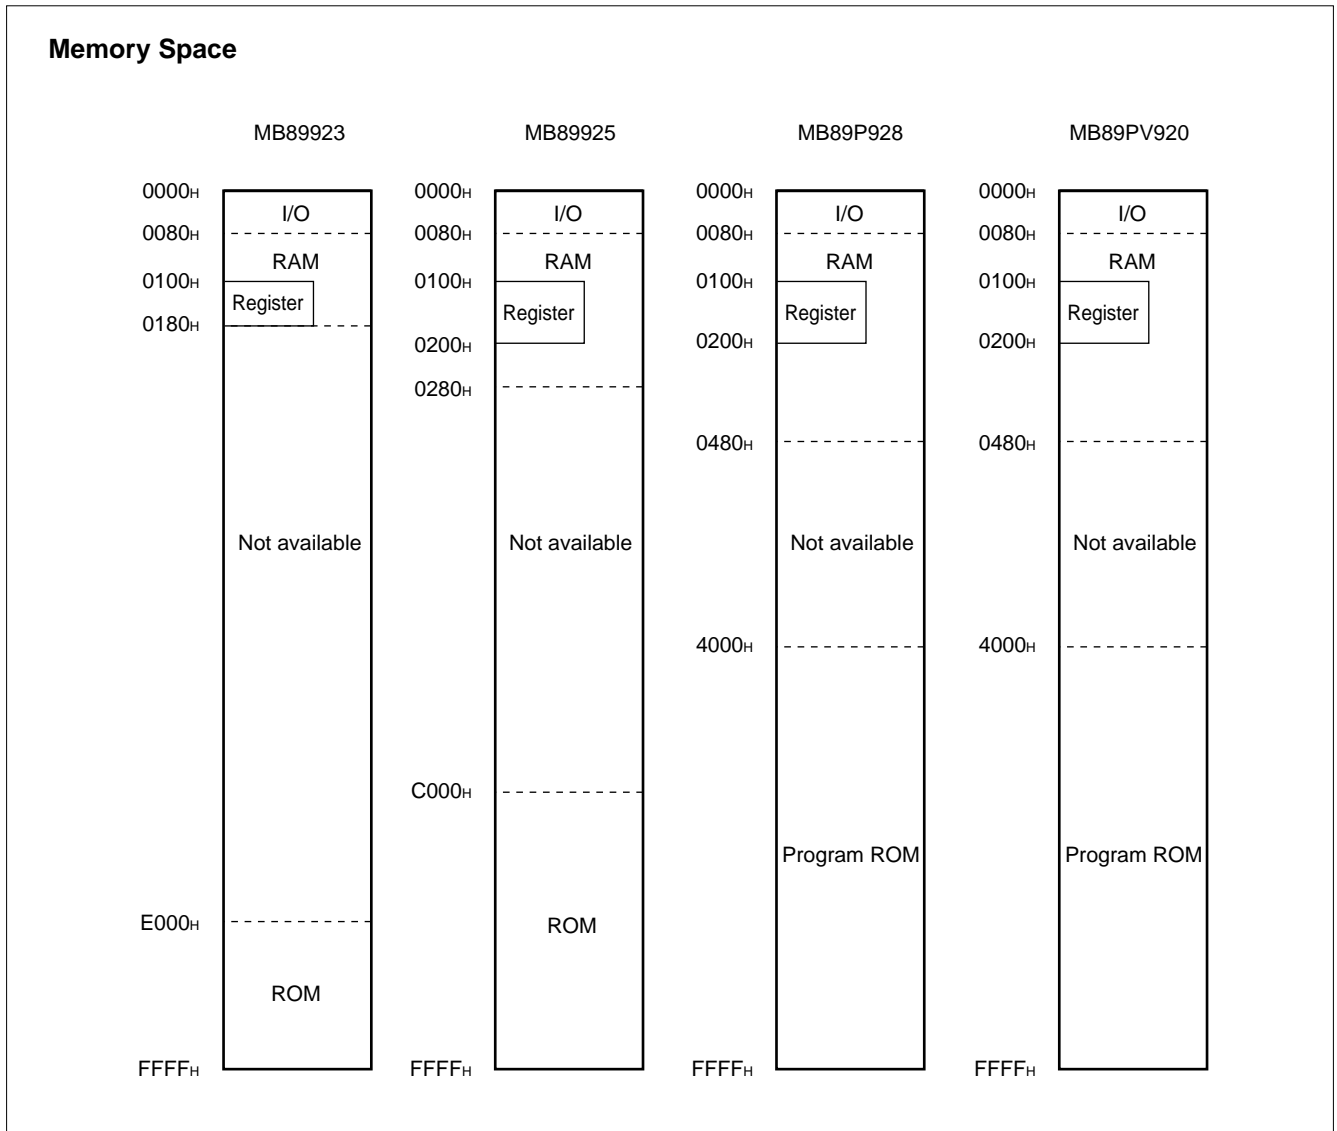 Memory Space
MB89923
0000H
I/O
0080H
RAM
0100H
Register
0180H
Not available
E000H
ROM
FFFFH
MB89925
0000H
I/O
0080H
RAM
0100H
Register
0200H
0280H
Not available
C000H
ROM
FFFFH
MB89P928
0000H
I/O
0080H
RAM
0100H
Register
0200H
0480H
Not available
4000H
Program ROM
FFFFH
MB89PV920
0000H
I/O
0080H
RAM
0100H
Register
0200H
0480H
Not available
4000H
Program ROM
FFFFH